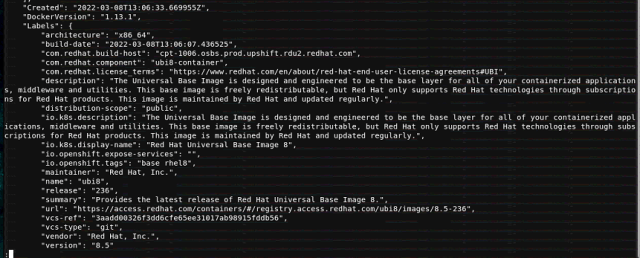 "Created": "2022-03-08T13:06:33.669955Z",
"DockerVersion": "1.13.1",
"Labels": {
"architecture": "x86_64",
"build-date": "2022-03-08T13:06:07.436525",
"com.redhat.build-host": "cpt-1006.osbs.prod.upshift.rdu2.redhat.com",
"com.redhat.component": "ubi8-container",
"com.redhat.license_terms": "https://www.redhat.com/en/about/red-hat-end-user-license-agreements#UBI",
"description": "The Universal Base Image is designed and engineered to be the base layer for all of your containerized application
s, middleware and utilities. This base image is freely redistributable, but Red Hat only supports Red Hat technologies through subscriptio
ns for Red Hat products. This image is maintained by Red Hat and updated regularly.",
"distribution-scope": "public",
"io.k8s.description": "The Universal Base Image is designed and engineered to be the base layer for all of your containerized appl
ications, middleware and utilities. This base image is freely redistributable, but Red Hat only supports Red Hat technologies through subs
criptions for Red Hat products. This image is maintained by Red Hat and updated regularly.",
"io.k8s.display-name": "Red Hat Universal Base Image 8",
"io.openshift.expose-services": "",
"io.openshift.tags": "base rhel8",
"maintainer": "Red Hat, Inc.",
"name": "ubi8",
"release": "236",
"summary": "Provides the latest release of Red Hat Universal Base Image 8.",
"url": "https://access.redhat.com/containers/#/registry.access.redhat.com/ubi8/images/8.5-236",
"vcs-ref": "3aadd00326f3dd6cfe65ee31017ab98915fddb56",
"vcs-type": "git",
"vendor": "Red Hat, Inc.",
"version": "8.5"
: